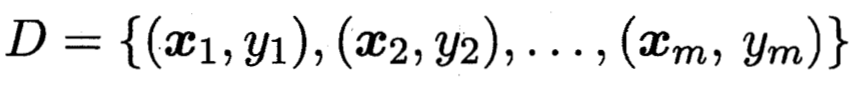 D = {(x₁, y₁), (x₂, y₂), ..., (xₘ, yₘ)}